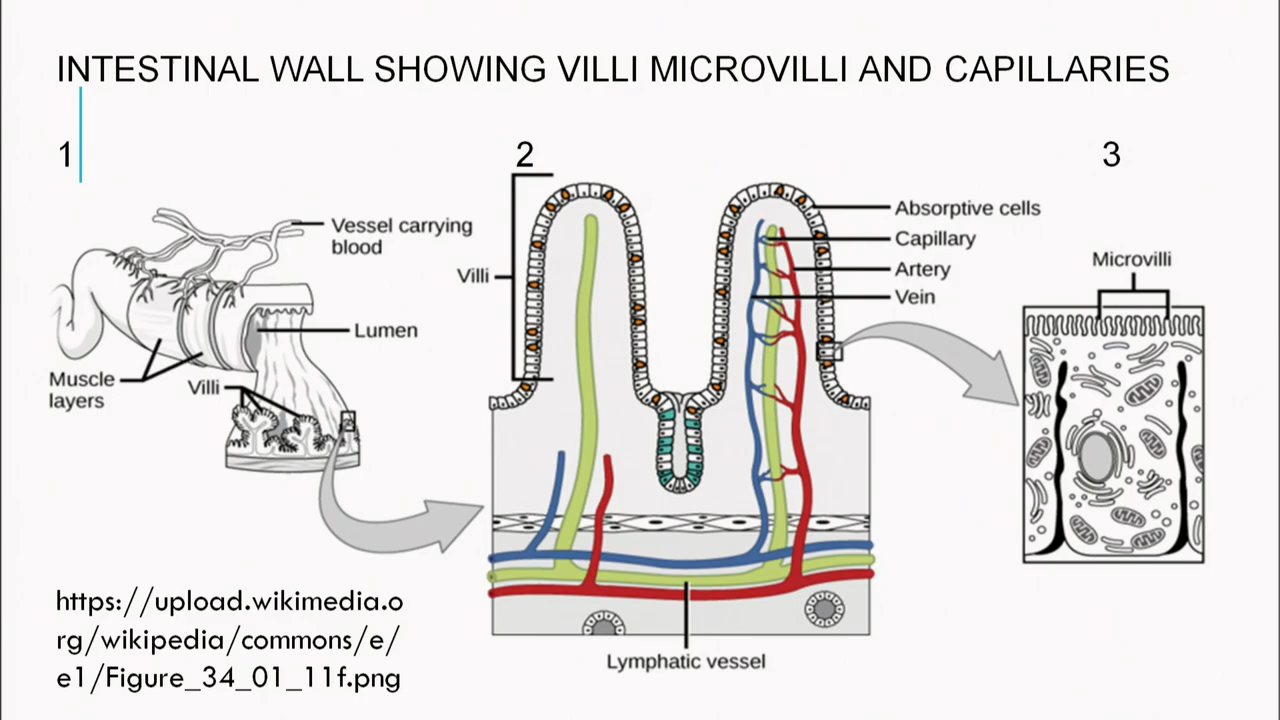 INTESTINAL WALL SHOWING VILLI MICROVILLI AND CAPILLARIES
1
2
3
Vessel carrying
blood
Lumen
Muscle
layers
Villi
Villi
Absorptive cells
Capillary
Artery
Vein
Lymphatic vessel
Microvilli
https://upload.wikimedia.o
rg/wikipedia/commons/e/
e1/Figure_34_01_11f.png